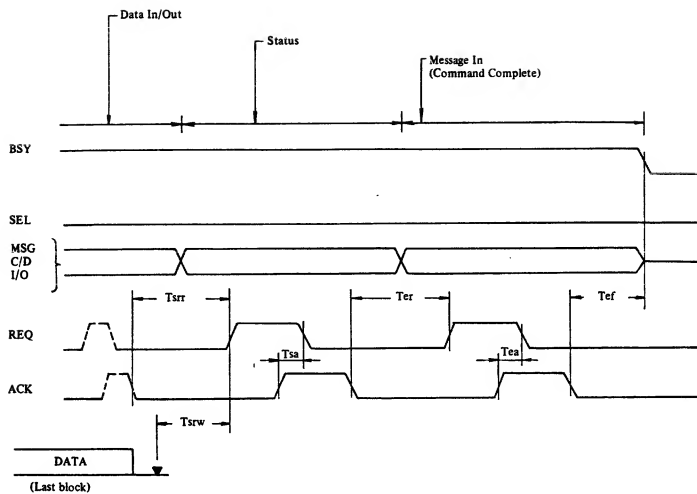 Data In/Out
Status
Message In
(Command Complete)
BSY
SEL
MSG
C/D
I/O
Tsrr
Ter
Tef
REQ
Tsa
Tea
ACK
Tsrw
DATA
(Last block)